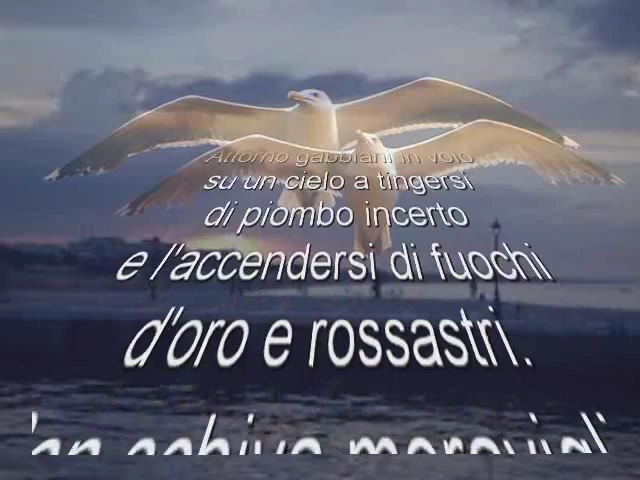 Attorno gabbiani in volo
su un cielo a tingersi
di piombo incerto
e l'accendersi di fuochi
d'oro e rossastri.